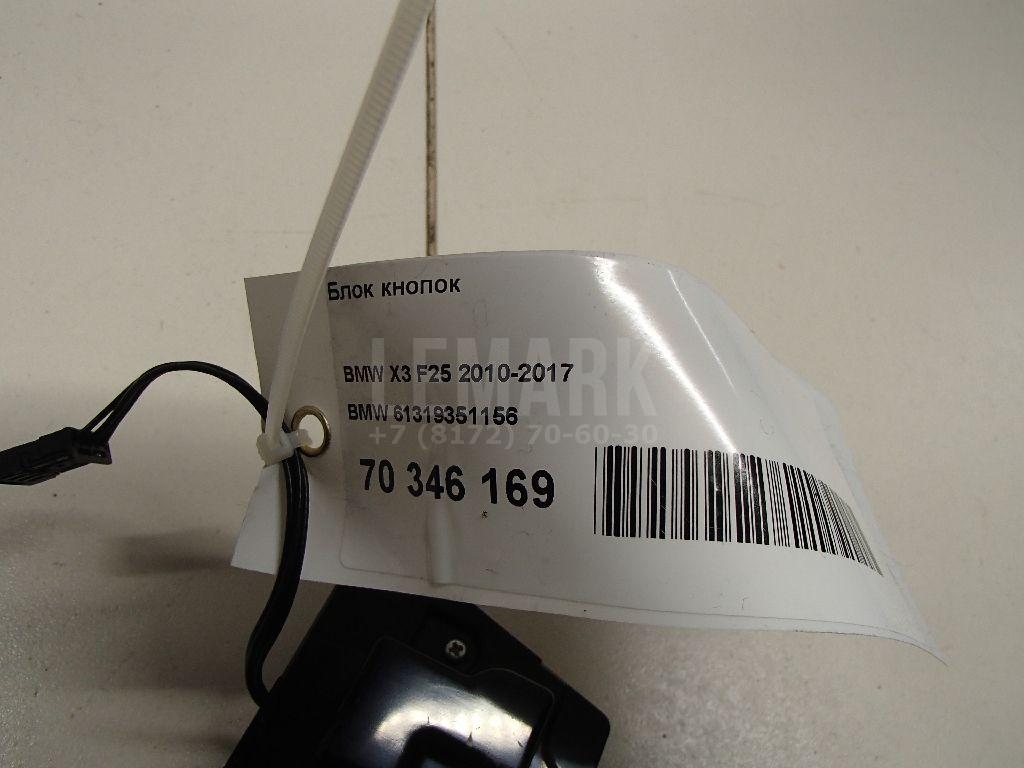 Блок кнопок
LEMARK
BMW X3 F25 2010-2017
BMW 61319351156
+7 (8172) 70-60-30
70 346 169